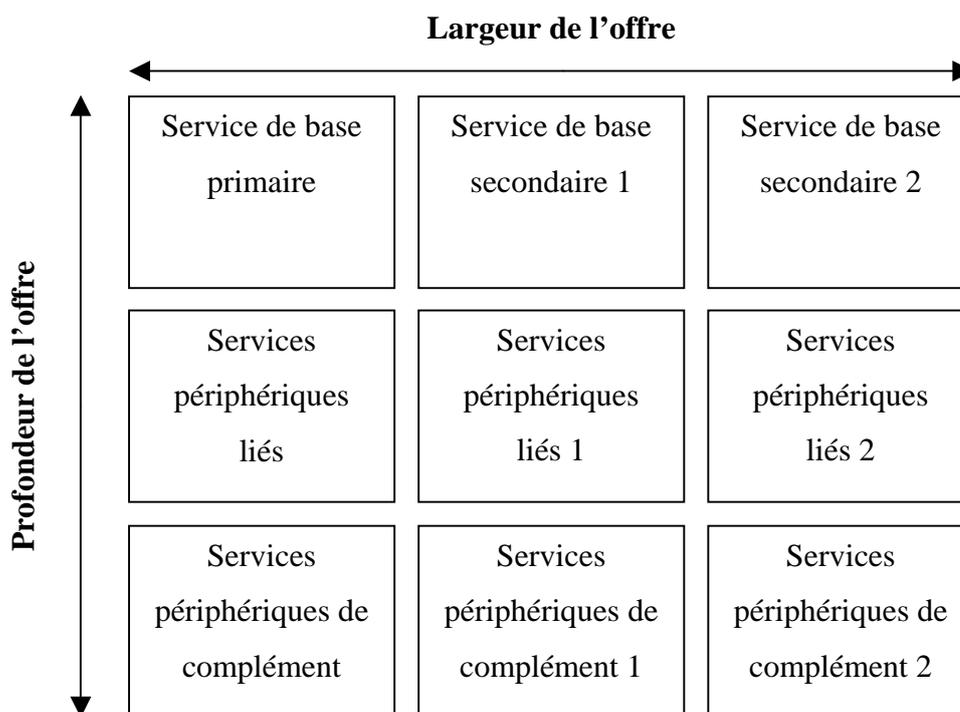 Largeur de l’offre
Profondeur de l’offre
Service de base
primaire
Service de base
secondaire 1
Service de base
secondaire 2
Services
périphériques
liés
Services
périphériques
liés 1
Services
périphériques
liés 2
Services
périphériques de
complément
Services
périphériques de
complément 1
Services
périphériques de
complément 2